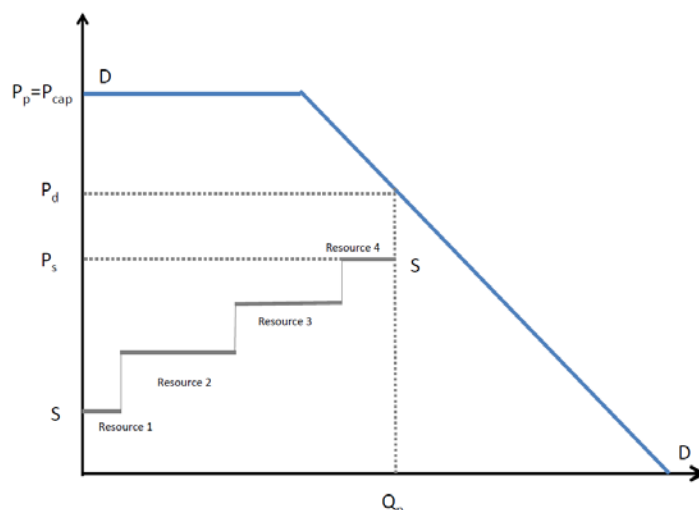 D
Pp=Pcap
Pd
Resource 4
Ps
S
Resource 3
Resource 2
S
Resource 1
D